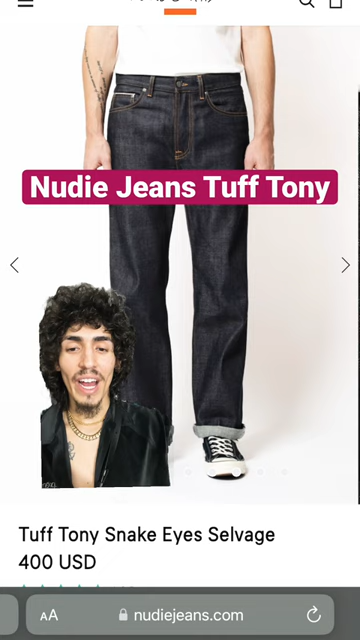 Nudie Jeans Tuff Tony
Tuff Tony Snake Eyes Selvage
400 USD
AA
nudiejeans.com